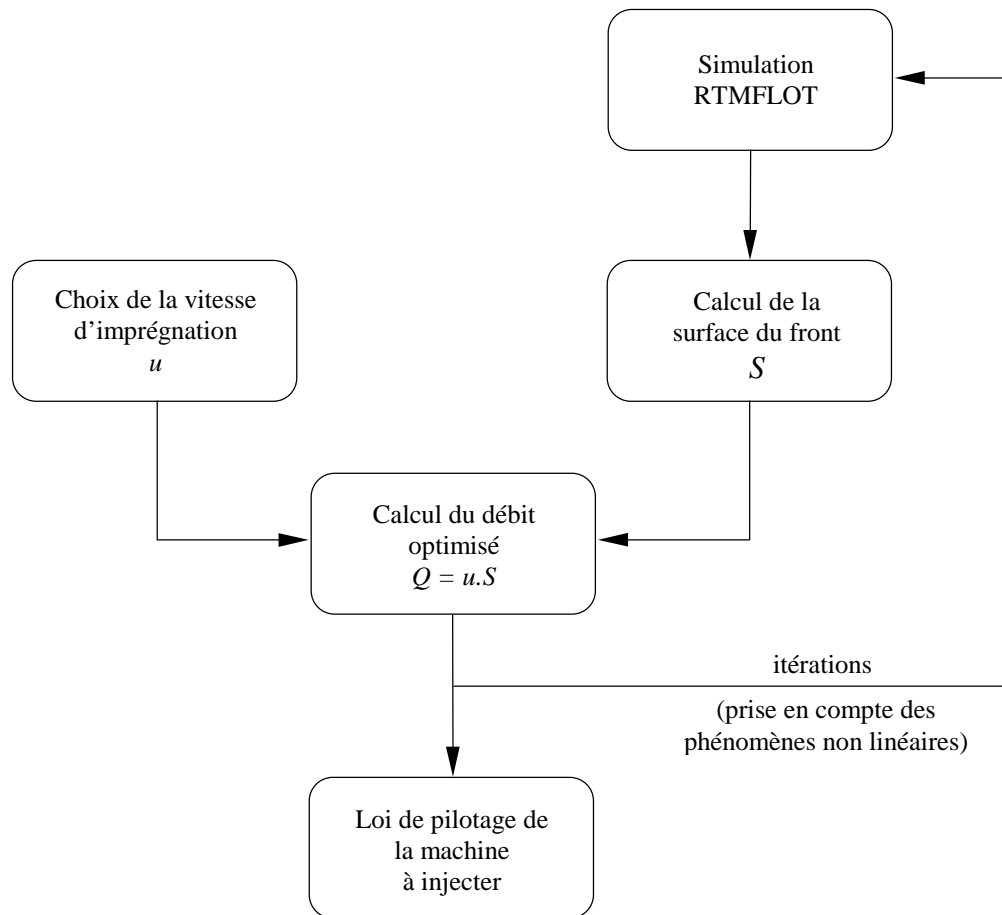 Simulation
RTMFLOT
Choix de la vitesse
d’imprégnation
u
Calcul de la
surface du front
S
Calcul du débit
optimisé
Q = u.S
itérations
(prise en compte des
phénomènes non linéaires)
Loi de pilotage de
la machine
à injecter